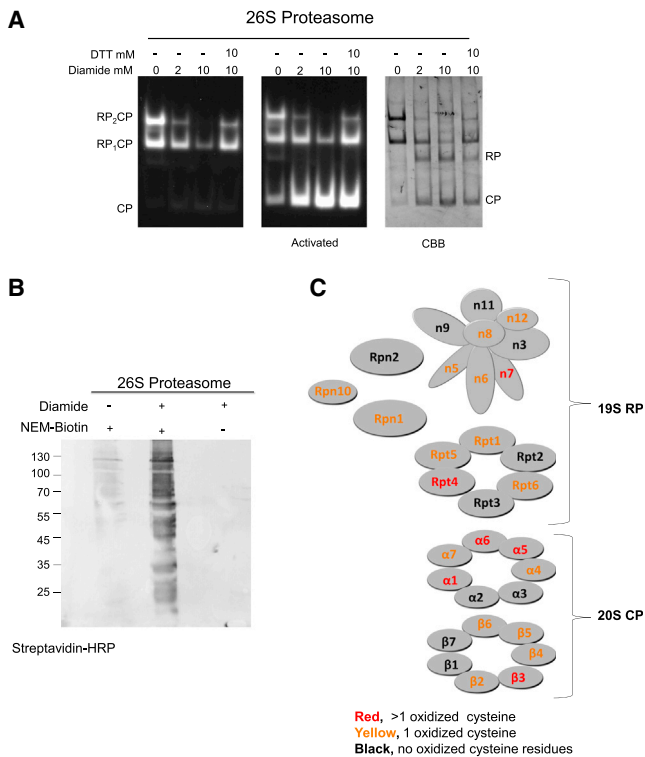 A
26S Proteasome
DTT mM - - - 10 - - - 10 - - - 10
Diamide mM 0 2 10 10 0 2 10 10 0 2 10 10
RP2CP
RP1CP
CP
RP
CP
Activated
CBB
B
26S Proteasome
Diamide - + +
NEM-Biotin + + -
130
100
70
55
45
35
25
Streptavidin-HRP
C
n11
n12
n9
n8
n3
n5
n6
n7
Rpn2
Rpn10
Rpn1
19S RP
Rpt1
Rpt5
Rpt2
Rpt4
Rpt6
Rpt3
α6
α7
α5
α4
α1
α2
α3
20S CP
β6
β7
β5
β4
β1
β2
β3
Red, >1 oxidized cysteine
Yellow, 1 oxidized cysteine
Black, no oxidized cysteine residues